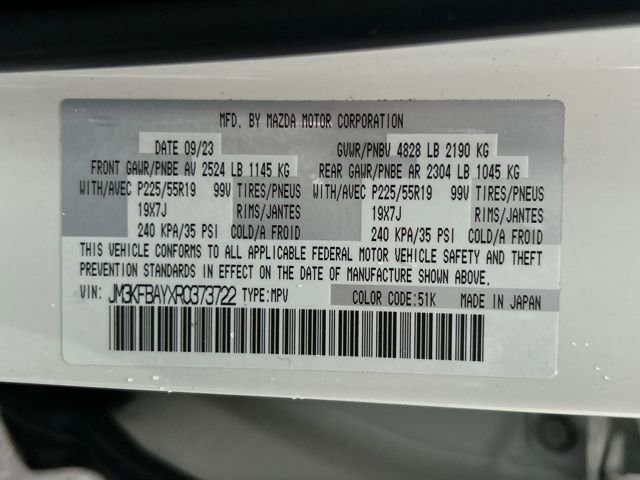 MFD. BY MAZDA MOTOR CORPORATION
DATE 09/23 GVWR/PNBV 4828 LB 2190 KG
FRONT GAWR/PNBE AV 2524 LB 1145 KG REAR GAWR/PNBE AR 2304 LB 1045 KG
WITH/AVEC P225/55R19 99V TIRES/PNEUS WITH/AVEC P225/55R19 99V TIRES/PNEUS
19X7J RIMS/JANTES 19X7J RIMS/JANTES
240 KPA/35 PSI COLD/A FROID 240 KPA/35 PSI COLD/A FROID
THIS VEHICLE CONFORMS TO ALL APPLICABLE FEDERAL MOTOR VEHICLE SAFETY AND THEFT
PREVENTION STANDARDS IN EFFECT ON THE DATE OF MANUFACTURE SHOWN ABOVE.
VIN: JM3KFBAYXR0373722 TYPE:MPV COLOR CODE:51K MADE IN JAPAN